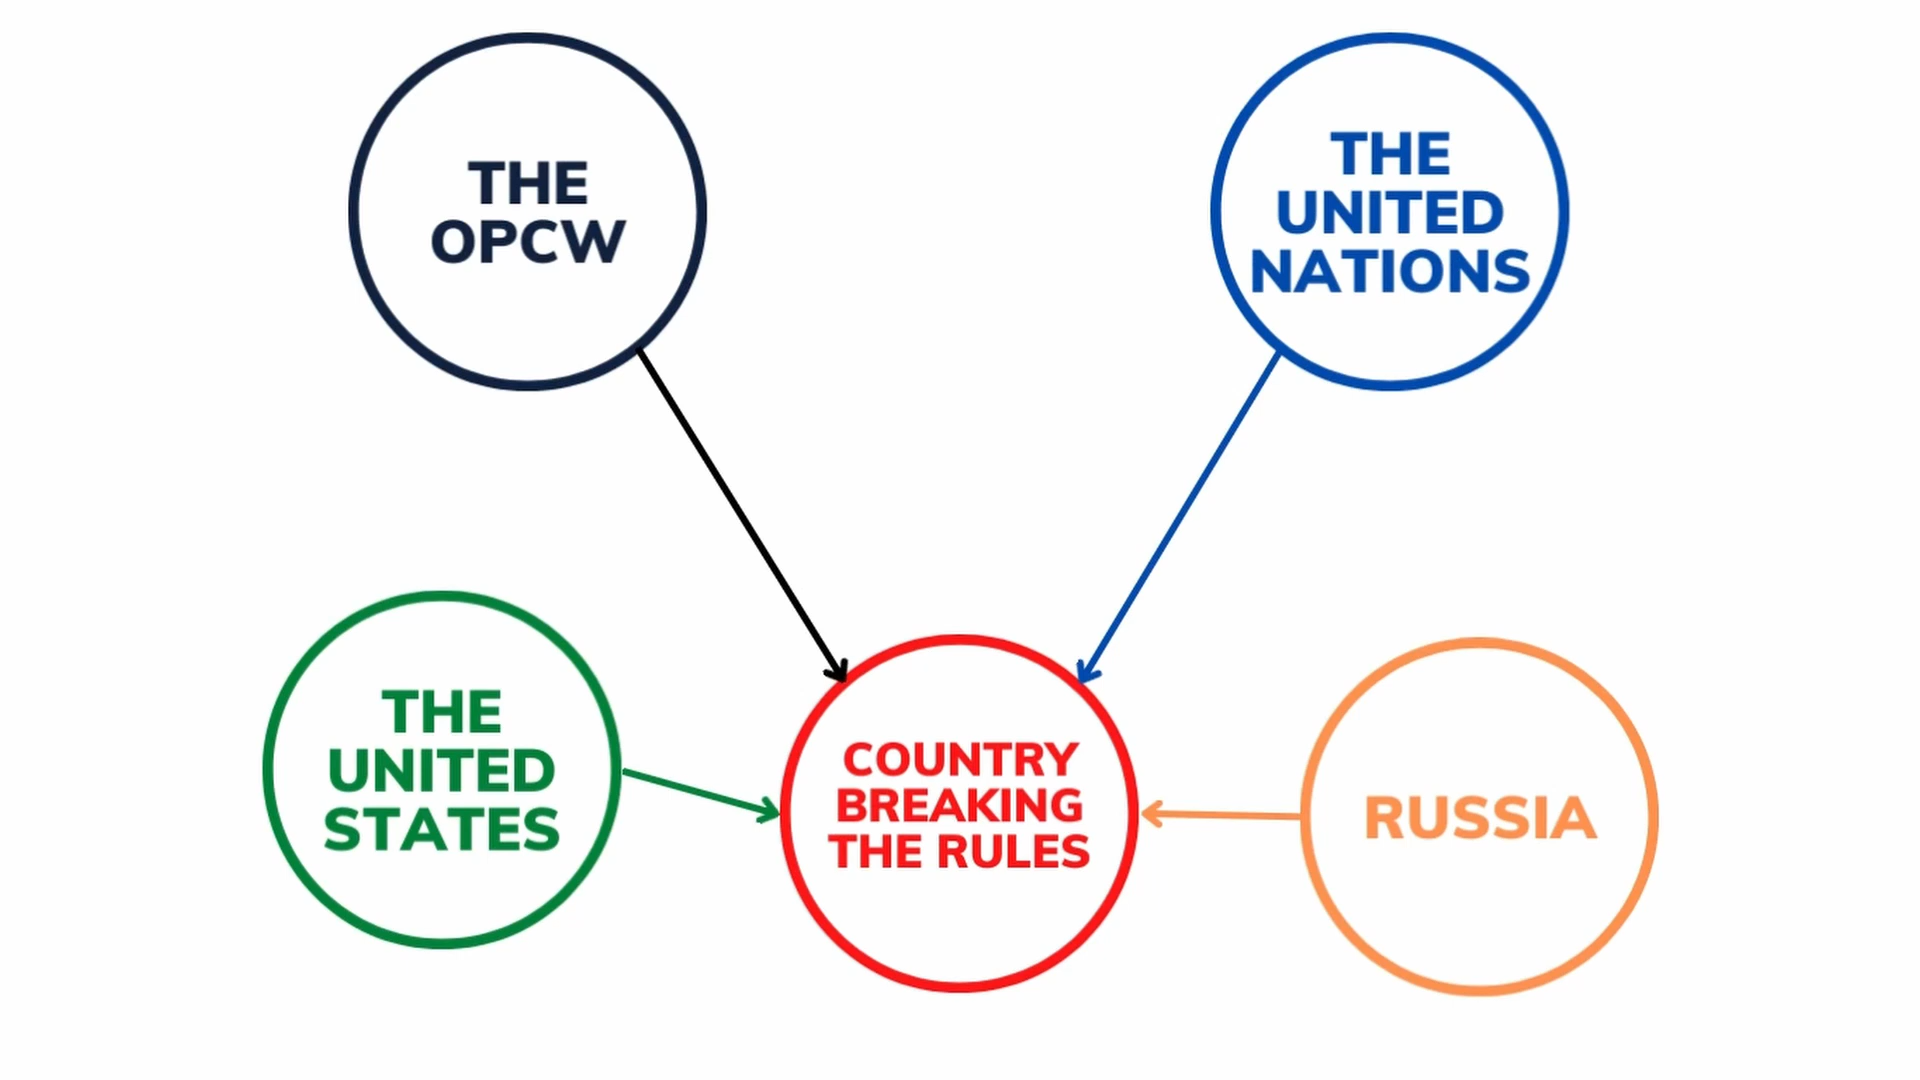 THE
OPCW
THE
UNITED
NATIONS
THE
UNITED
STATES
COUNTRY
BREAKING
THE RULES
RUSSIA